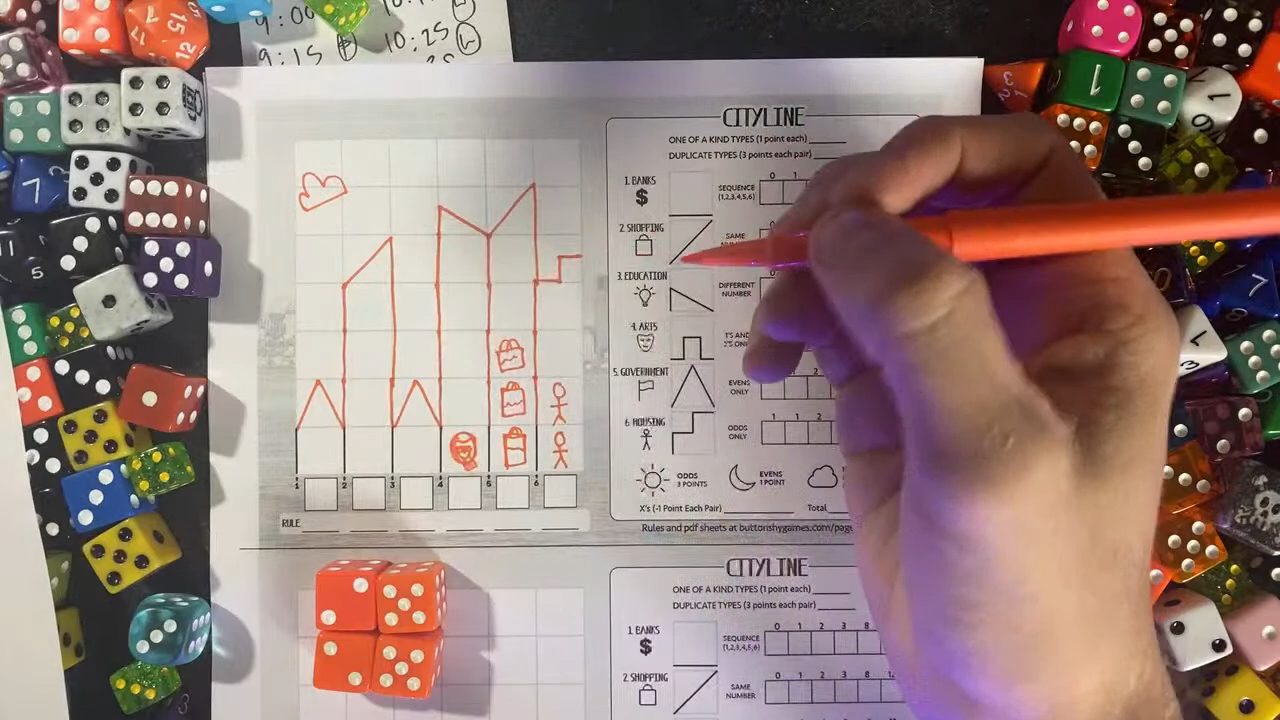 9:00
9:15
10:25
CITYLINE
ONE OF A KIND TYPES (1 point each)
DUPLICATE TYPES (3 points each pair)
1. BANKS
$
SEQUENCE
(1,2,3,4,5,6)
0 1
2. SHOPPING
SAME
3. EDUCATION
DIFFERENT
NUMBER
4. ARTS
1'S AND
2'S ONLY
5. GOVERNMENT
EVENS
ONLY
6. HOUSING
ODDS
ONLY
1 1 2
ODDS
3 POINTS
EVENS
1 POINT
X's (-1 Point Each Pair)
Total
Rules and pdf sheets at buttonshygames.com/page
1 2 3 4 5 6
RULE
CITYLINE
ONE OF A KIND TYPES (1 point each)
DUPLICATE TYPES (3 points each pair)
1. BANKS
$
SEQUENCE
(1,2,3,4,5,6)
0 1 2 3 8
2. SHOPPING
SAME
NUMBER
0 1 2 3 8